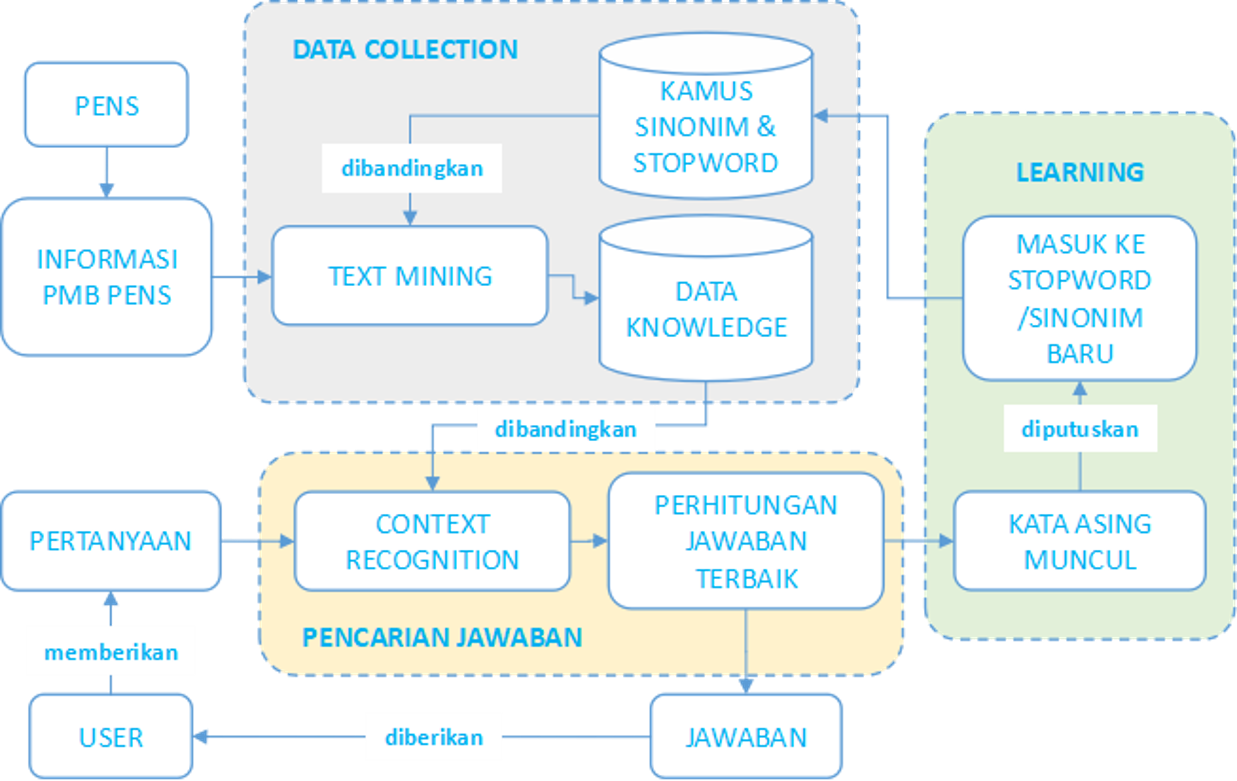 DATA COLLECTION
PENS
KAMUS
SINONIM &
STOPWORD
dibandingkan
LEARNING
INFORMASI
PMB PENS
TEXT MINING
DATA
KNOWLEDGE
MASUK KE
STOPWORD
/SINONIM
BARU
dibandingkan
diputuskan
PERTANYAAN
CONTEXT
RECOGNITION
PERHITUNGAN
JAWABAN
TERBAIK
KATA ASING
MUNCUL
PENCARIAN JAWABAN
memberikan
USER
diberikan
JAWABAN